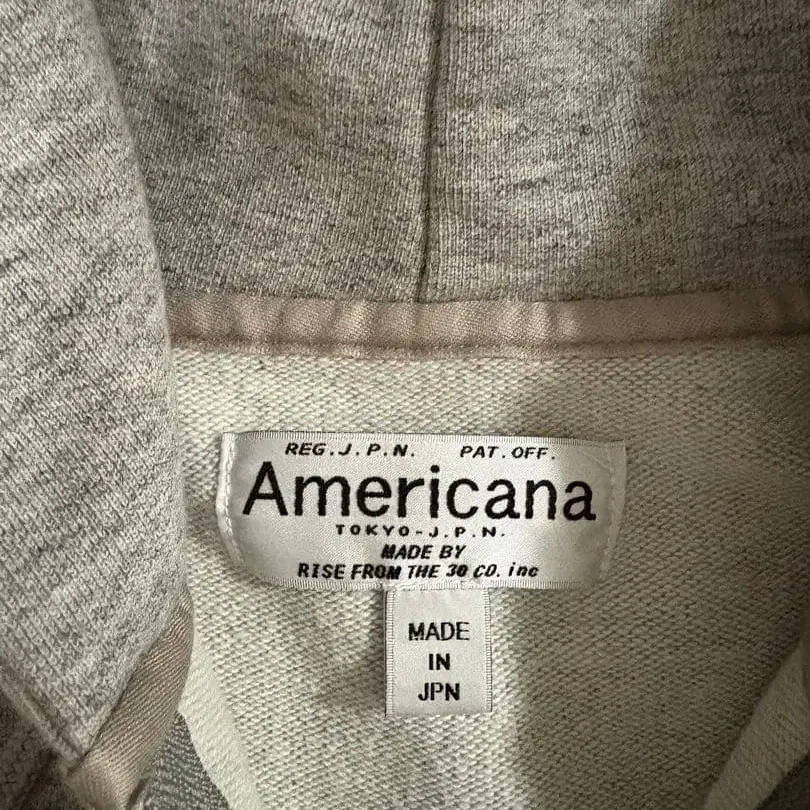 REG.J.P.N. PAT.OFF.
Americana
TOKYO-J.P.N.
MADE BY
RISE FROM THE 30 CO. inc
MADE
IN
JPN